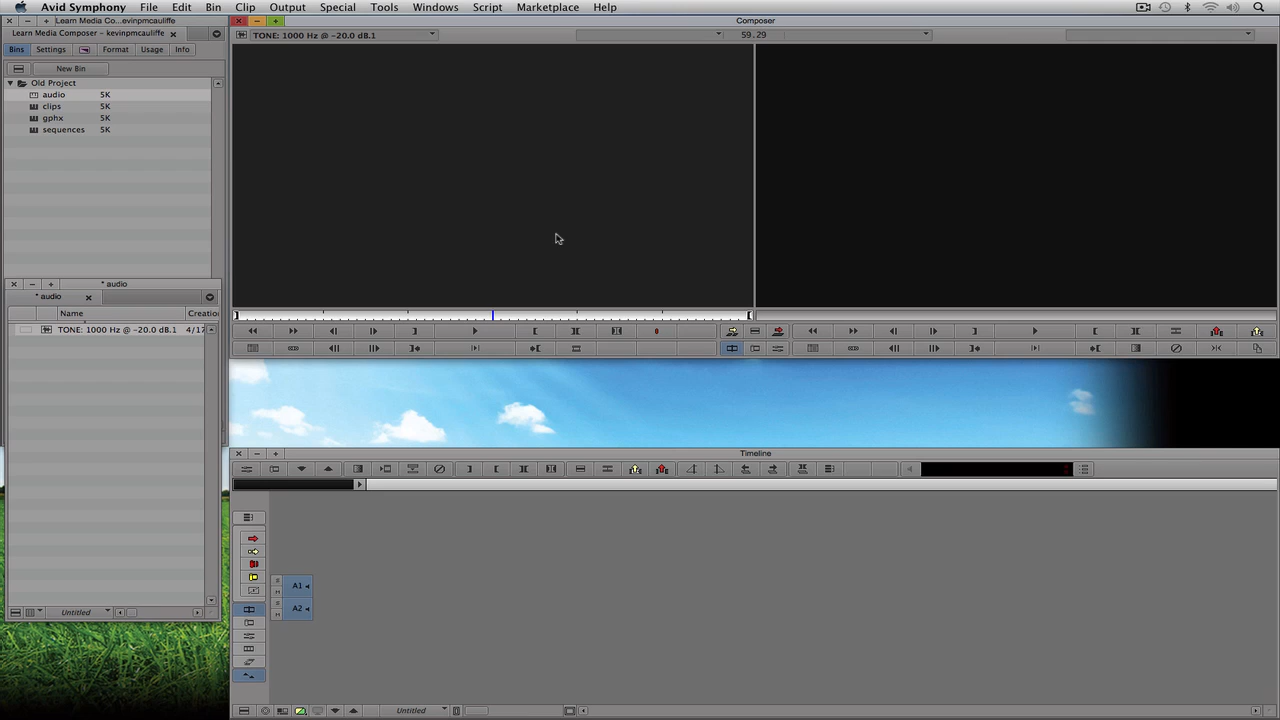 Avid Symphony File Edit Bin Clip Output Special Tools Windows Script Marketplace Help
Learn Media Co...evinpmcauliffe
Composer
Learn Media Composer - kevinpmcauliffe
TONE: 1000 Hz @ -20.0 dB.1
59.29
Bins Settings Format Usage Info
New Bin
Old Project
audio 5K
clips 5K
gphx 5K
sequences 5K
* audio
* audio
Name Creatio
TONE: 1000 Hz @ -20.0 dB.1 4/17
Timeline
S
M
A1
S
M
A2
Untitled
Untitled